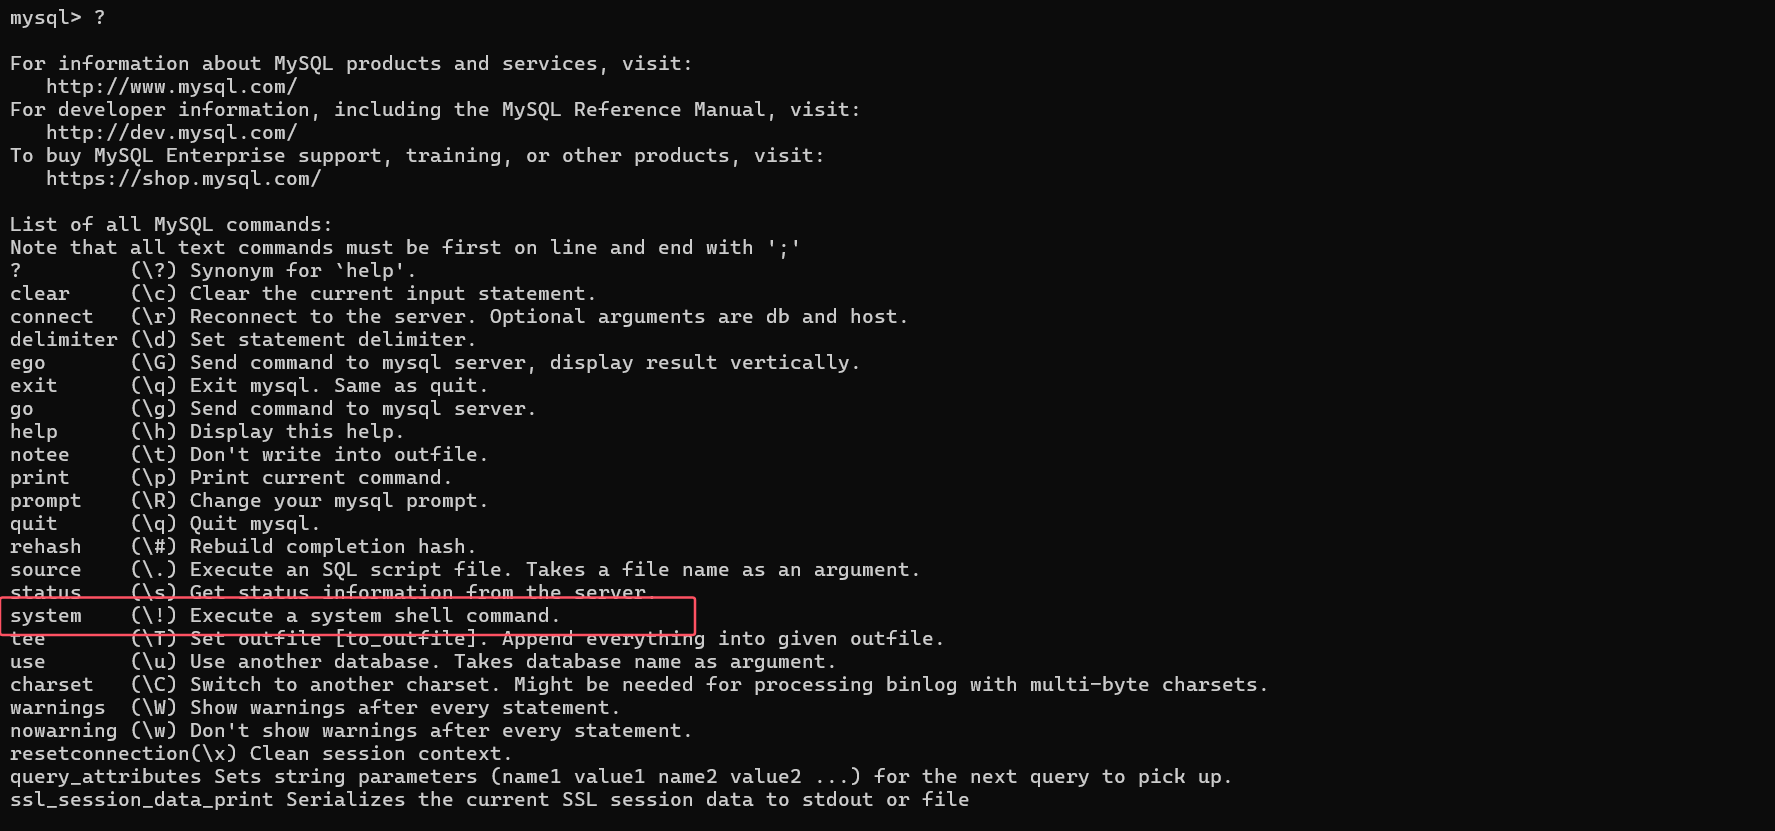 mysql> ?
For information about MySQL products and services, visit:
   http://www.mysql.com/
For developer information, including the MySQL Reference Manual, visit:
   http://dev.mysql.com/
To buy MySQL Enterprise support, training, or other products, visit:
   https://shop.mysql.com/
List of all MySQL commands:
Note that all text commands must be first on line and end with ';'
?         (\?) Synonym for `help'.
clear     (\c) Clear the current input statement.
connect   (\r) Reconnect to the server. Optional arguments are db and host.
delimiter (\d) Set statement delimiter.
ego       (\G) Send command to mysql server, display result vertically.
exit      (\q) Exit mysql. Same as quit.
go        (\g) Send command to mysql server.
help      (\h) Display this help.
notee     (\t) Don't write into outfile.
print     (\p) Print current command.
prompt    (\R) Change your mysql prompt.
quit      (\q) Quit mysql.
rehash    (\#) Rebuild completion hash.
source    (\.) Execute an SQL script file. Takes a file name as an argument.
status    (\s) Get status information from the server.
system    (\!) Execute a system shell command.
tee       (\T) Set outfile [to_outfile]. Append everything into given outfile.
use       (\u) Use another database. Takes database name as argument.
charset   (\C) Switch to another charset. Might be needed for processing binlog with multi-byte charsets.
warnings  (\W) Show warnings after every statement.
nowarning (\w) Don't show warnings after every statement.
resetconnection(\x) Clean session context.
query_attributes Sets string parameters (name1 value1 name2 value2 ...) for the next query to pick up.
ssl_session_data_print Serializes the current SSL session data to stdout or file